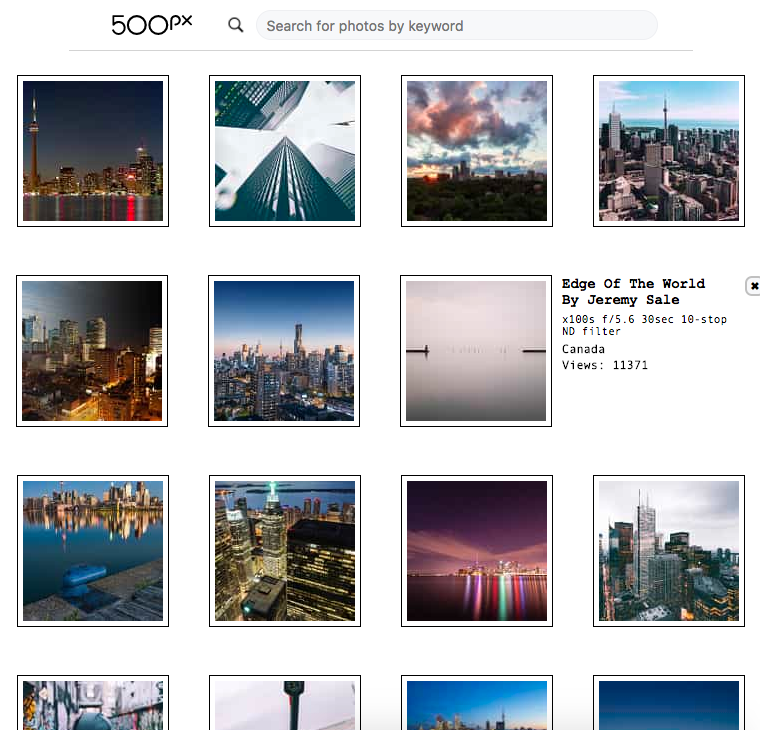 500px
Search for photos by keyword
Edge Of The World
By Jeremy Sale
x100s f/5.6 30sec 10-stop
ND filter
Canada
Views: 11371